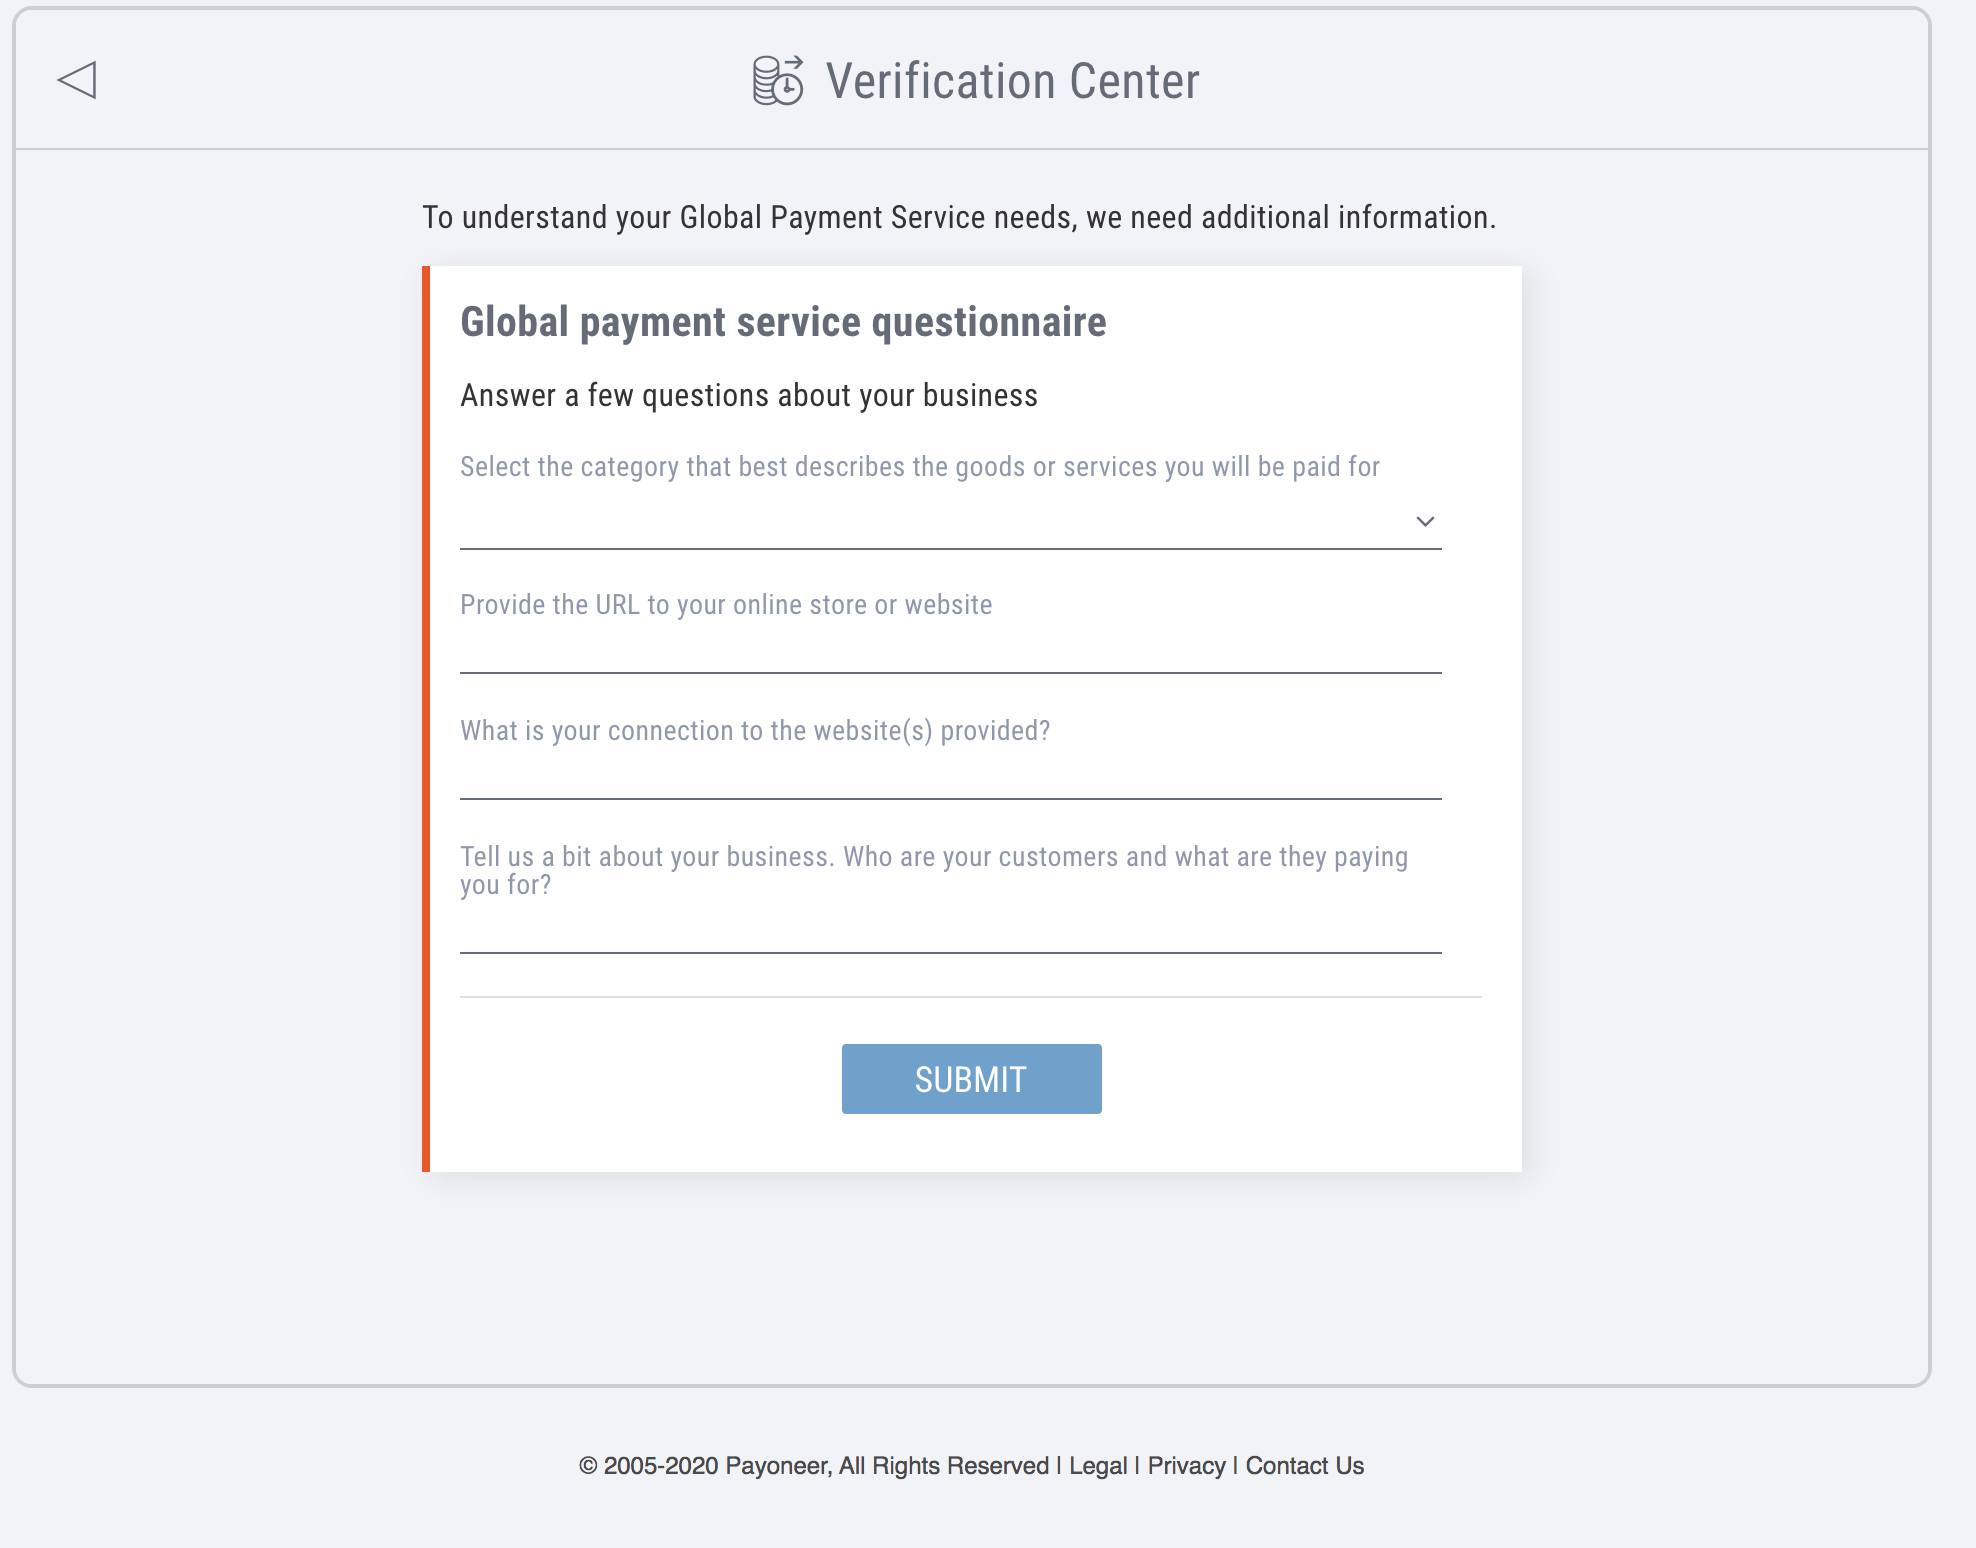 Verification Center
To understand your Global Payment Service needs, we need additional information.
Global payment service questionnaire
Answer a few questions about your business
Select the category that best describes the goods or services you will be paid for
Provide the URL to your online store or website
What is your connection to the website(s) provided?
Tell us a bit about your business. Who are your customers and what are they paying
you for?
SUBMIT
© 2005-2020 Payoneer, All Rights Reserved | Legal | Privacy | Contact Us